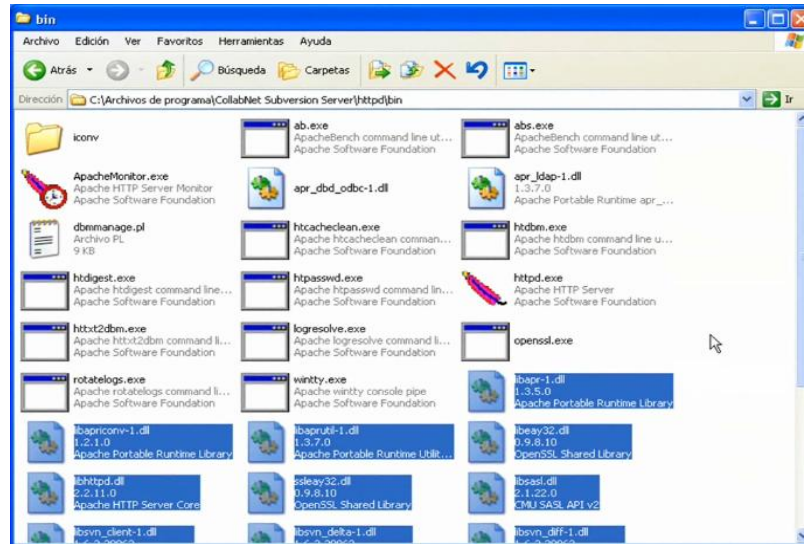 bin
Archivo Edición Ver Favoritos Herramientas Ayuda
Atrás Búsqueda Carpetas
Dirección C:\Archivos de programa\CollabNet Subversion Server\httpd\bin Ir
iconv
ab.exe
ApacheBench command line ut...
Apache Software Foundation
abs.exe
ApacheBench command line ut...
Apache Software Foundation
ApacheMonitor.exe
Apache HTTP Server Monitor
Apache Software Foundation
apr_dbd_odbc-1.dll
apr_ldap-1.dll
1.3.7.0
Apache Portable Runtime apr_...
dbmmanage.pl
Archivo PL
9 KB
htcacheclean.exe
Apache htcacheclean comman...
Apache Software Foundation
htdbm.exe
Apache htdbm command line u...
Apache Software Foundation
htdigest.exe
Apache htdigest command line...
Apache Software Foundation
htpasswd.exe
Apache htpasswd command lin...
Apache Software Foundation
httpd.exe
Apache HTTP Server
Apache Software Foundation
httxt2dbm.exe
Apache httxt2dbm command li...
Apache Software Foundation
logresolve.exe
Apache logresolve command li...
Apache Software Foundation
openssl.exe
rotatelogs.exe
Apache rotatelogs command li...
Apache Software Foundation
wintty.exe
Apache wintty console pipe
Apache Software Foundation
libapr-1.dll
1.3.5.0
Apache Portable Runtime Library
libapriconv-1.dll
1.2.1.0
Apache Portable Runtime Library
libaprutil-1.dll
1.3.7.0
Apache Portable Runtime Utilit...
libeay32.dll
0.9.8.10
OpenSSL Shared Library
libhttpd.dll
2.2.11.0
Apache HTTP Server Core
ssleay32.dll
0.9.8.10
OpenSSL Shared Library
libsasl.dll
2.1.22.0
CMU SASL API v2
libsvn_client-1.dll
libsvn_delta-1.dll
libsvn_diff-1.dll